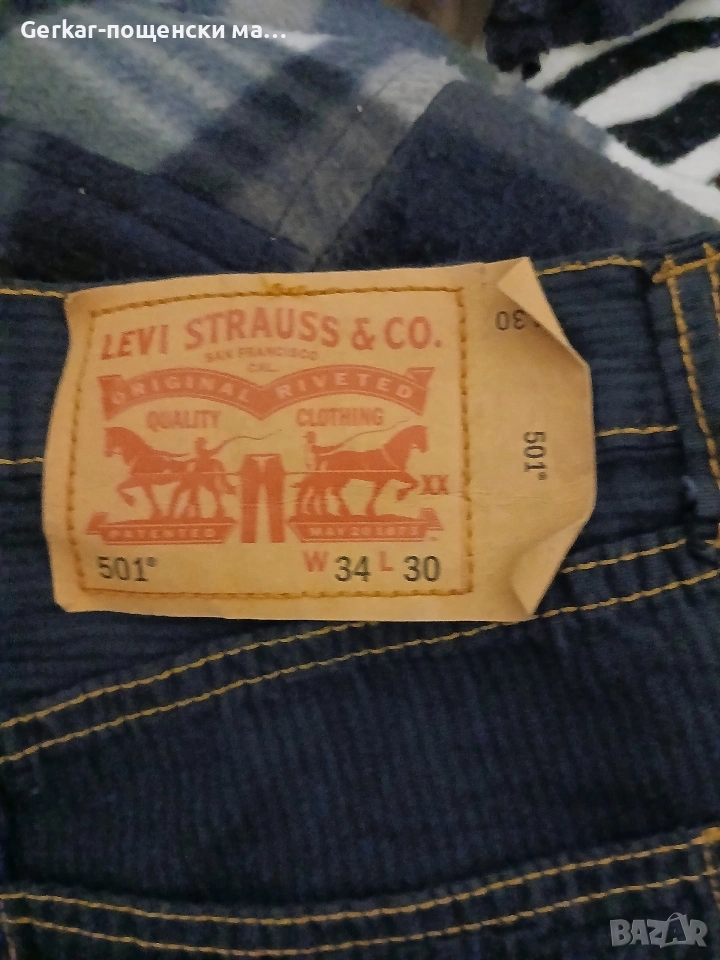 Gerkar-пощенски ма...
LEVI STRAUSS & CO.
SAN FRANCISCO
CAL.
ORIGINAL RIVETED
QUALITY CLOTHING
XX
PATENTED MAY 20 1873
501® W 34 L 30
30
501®
BAZAR